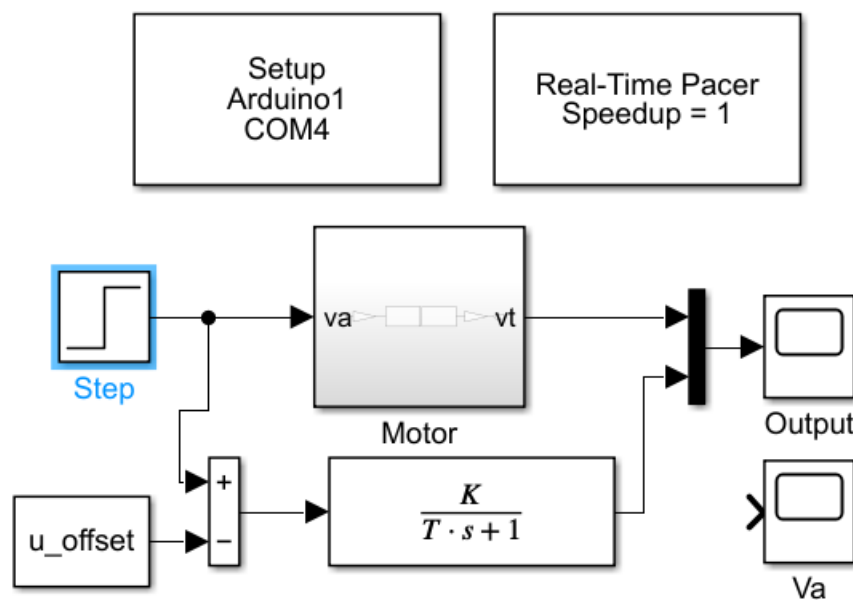 Setup
Arduino1
COM4
Real-Time Pacer
Speedup = 1
va
vt
Step
Motor
Output
+
−
u_offset
K
T · s + 1
Va